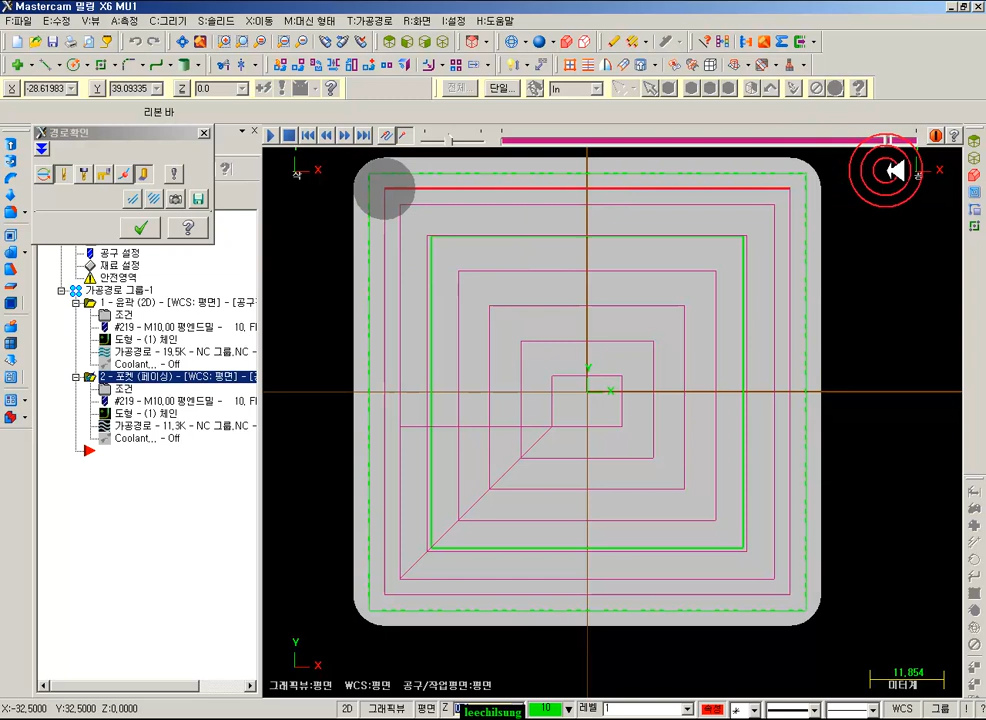 Mastercam 밀링 X6 MU1
F:파일 E:수정 V:뷰 A:측정 C:그리기 S:솔리드 X:이동 M:머신 형태 T:가공경로 R:화면 I:설정 H:도움말
X -28.61983 Y 39.09335 Z 0.0 전체... 단일... In
리본 바
경로확인
공구 설정
재료 설정
안전영역
가공경로 그룹-1
1 - 윤곽 (2D) - [WCS: 평면] - [공구
조건
#219 - M10.00 평엔드밀 - 10. Fl
도형 - (1) 체인
가공경로 - 19.5K - NC 그룹.NC -
Coolant... - Off
2 - 포켓 (페이싱) - [WCS: 평면] - [
조건
#219 - M10.00 평엔드밀 - 10. Fl
도형 - (1) 체인
가공경로 - 11.3K - NC 그룹.NC -
Coolant... - Off
X
X
Y
X
Y
X
그래픽뷰:평면 WCS:평면 공구/작업평면:평면
11.854
미터계
X:-32.5000 Y:32.5000 Z:0.0000 2D 그래픽뷰 평면 Z 10 레벨 1 속성 WCS 그룹 ! ?
leechilsung